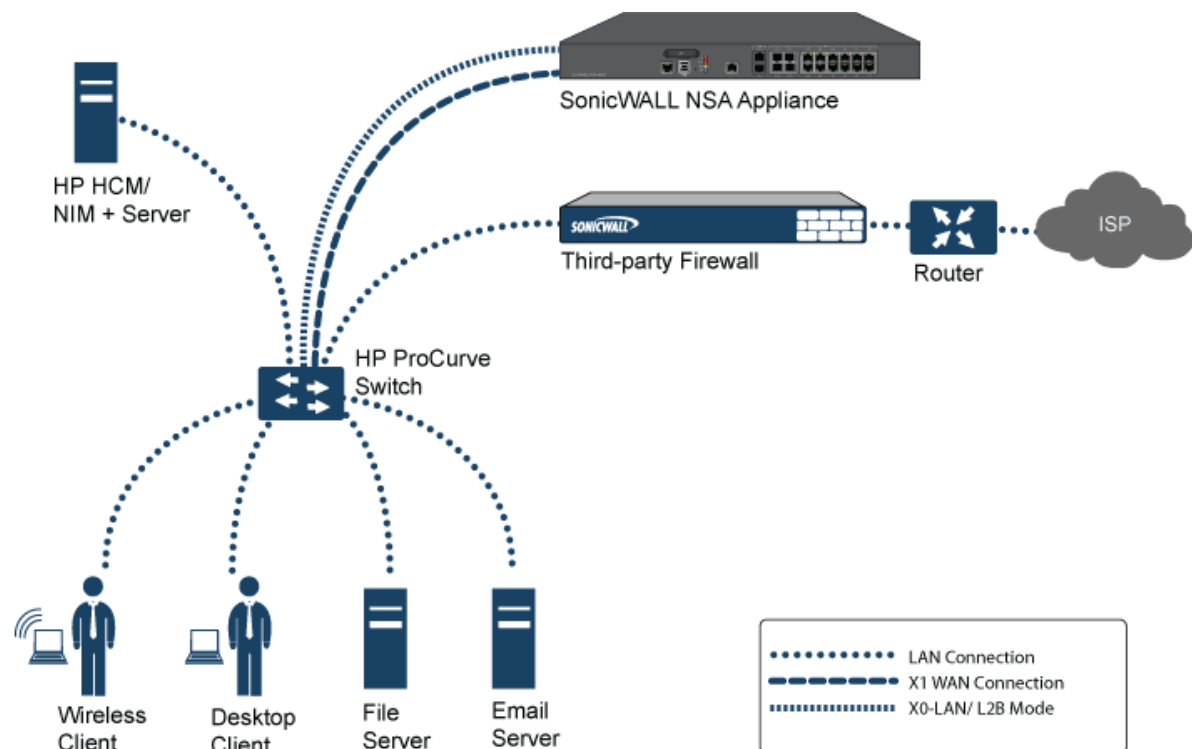 SonicWALL NSA Appliance
HP HCM/
NIM + Server
SONICWALL
Third-party Firewall
Router
ISP
HP ProCurve
Switch
Wireless
Client
Desktop
Client
File
Server
Email
Server
LAN Connection
X1 WAN Connection
X0-LAN/ L2B Mode